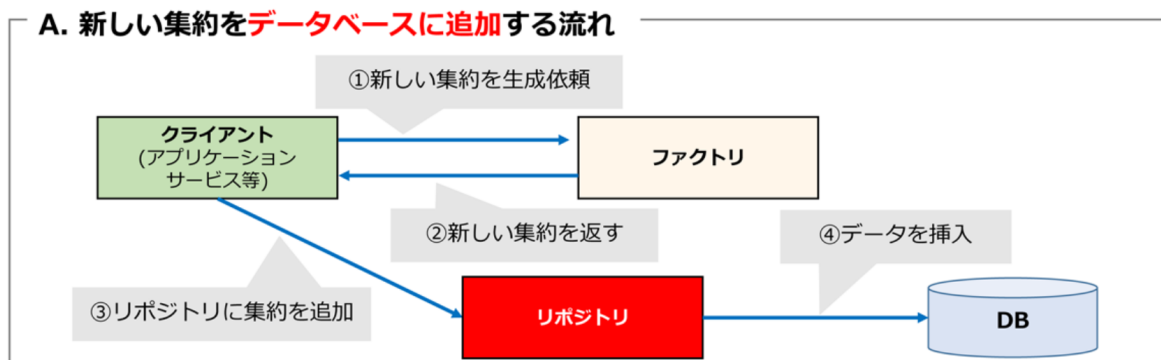 A. 新しい集約をデータベースに追加する流れ
①新しい集約を生成依頼
クライアント
(アプリケーション
サービス等)
ファクトリ
②新しい集約を返す
④データを挿入
③リポジトリに集約を追加
リポジトリ
DB